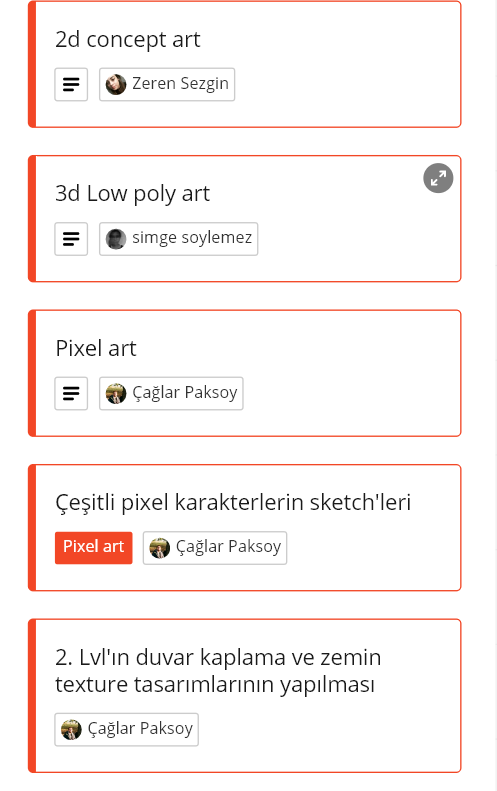 2d concept art
Zeren Sezgin
3d Low poly art
simge soylemez
Pixel art
Çağlar Paksoy
Çeşitli pixel karakterlerin sketch'leri
Pixel art
Çağlar Paksoy
2. Lvl'ın duvar kaplama ve zemin
texture tasarımlarının yapılması
Çağlar Paksoy